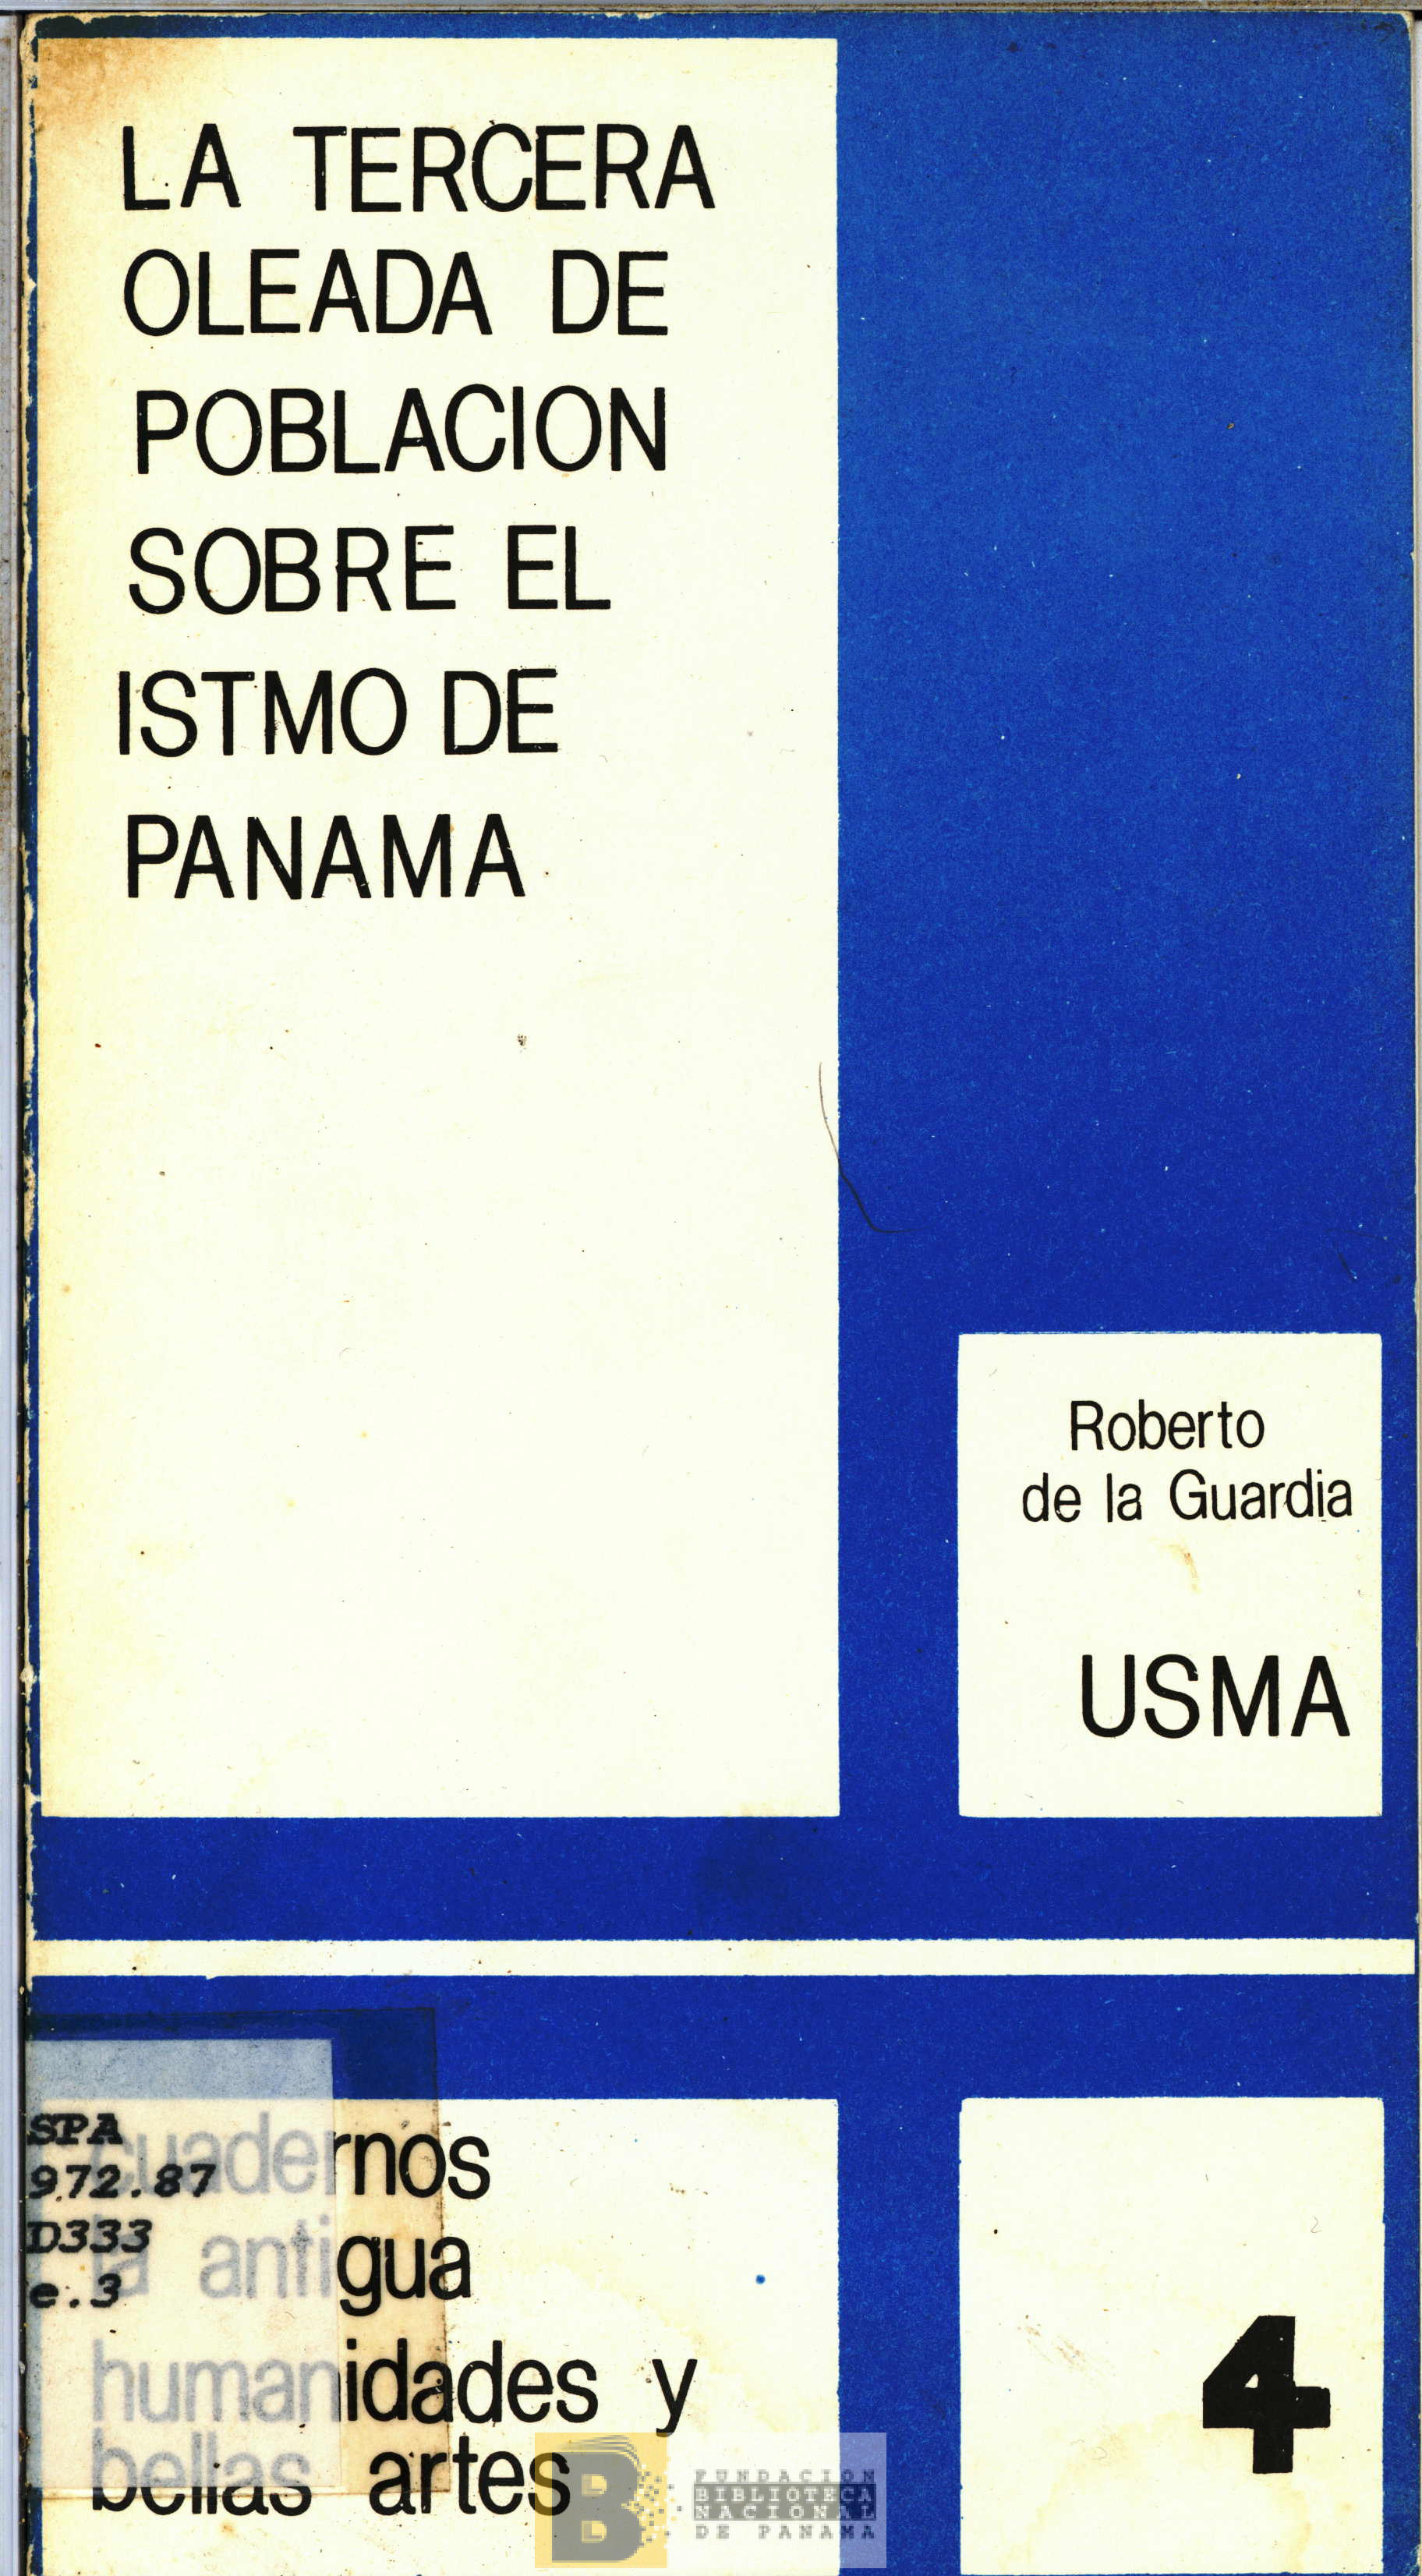 LA TERCERA
OLEADA DE
POBLACION
SOBRE EL
ISTMO DE
PANAMA
Roberto
de la Guardia
USMA
SPA
972.87
D333
e.3
cuadernos
la antigua
humanidades y
bellas artes
4
B
FUNDACIÓN
BIBLIOTECA
NACIONAL
DE PANAMA